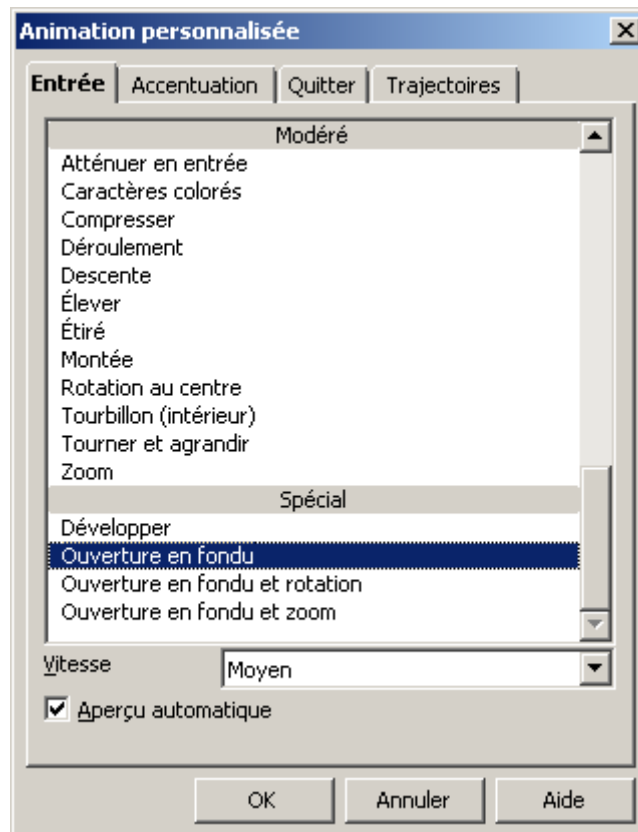 Animation personnalisée
Entrée Accentuation Quitter Trajectoires
Modéré
Atténuer en entrée
Caractères colorés
Compresser
Déroulement
Descente
Élever
Étiré
Montée
Rotation au centre
Tourbillon (intérieur)
Tourner et agrandir
Zoom
Spécial
Développer
Ouverture en fondu
Ouverture en fondu et rotation
Ouverture en fondu et zoom
Vitesse Moyen
Aperçu automatique
OK Annuler Aide